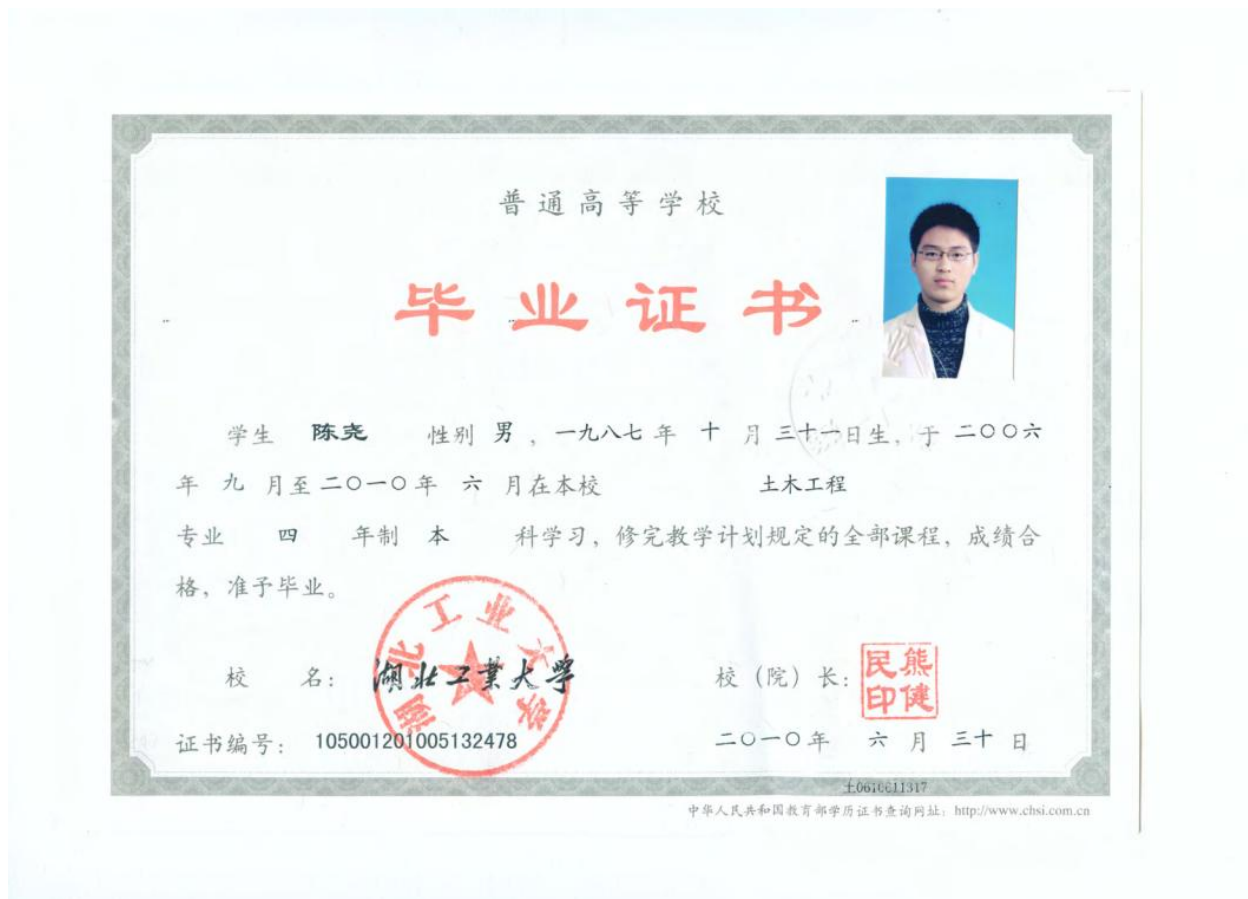 普通高等学校
毕业证书
学生 陈尧 性别 男 ，一九八七 年 十 月 三十一日生，于 二〇〇六
年 九 月至 二〇一〇 年 六 月在本校 土木工程
专业 四 年制 本 科学习，修完教学计划规定的全部课程，成绩合
格，准予毕业。
湖北工业大学
校 名： 湖北工業大學 校（院）长： 熊健民印
证书编号： 105001201005132478 二〇一〇 年 六 月 三十 日
中华人民共和国教育部学历证书查询网址：http://www.chsi.com.cn